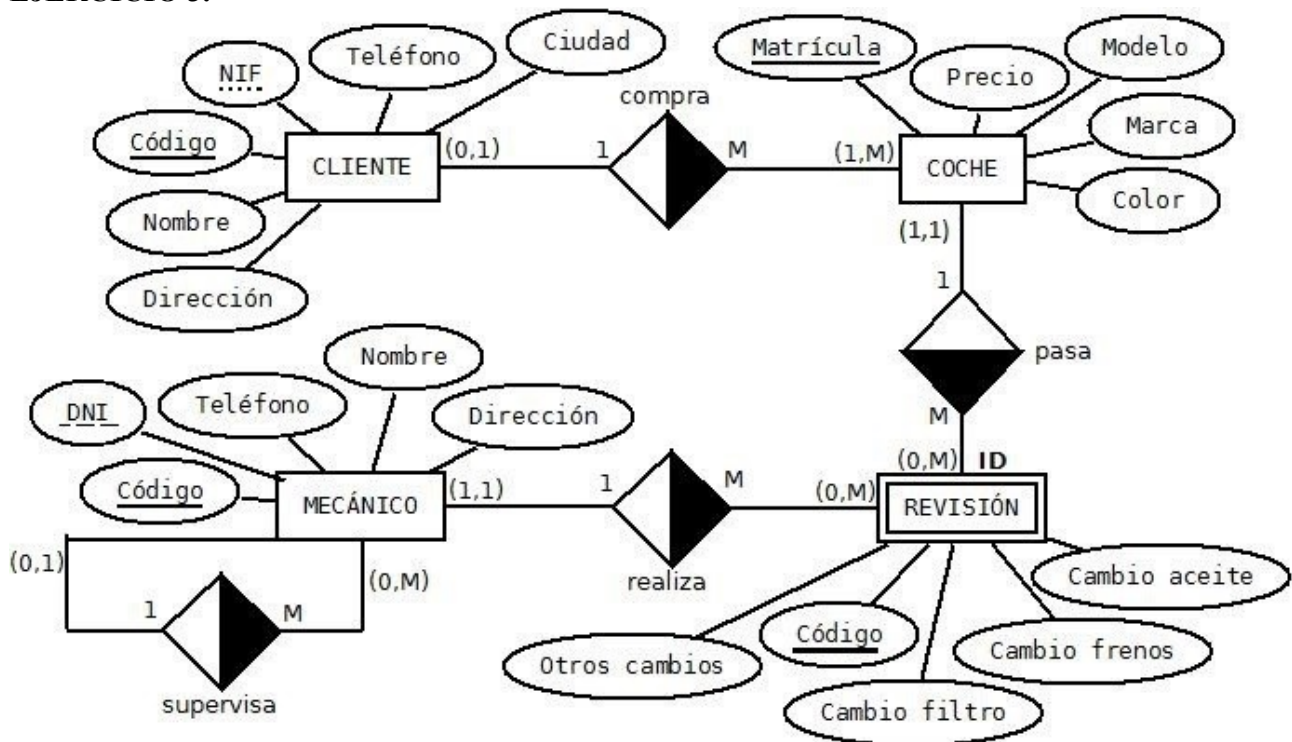 Teléfono
Ciudad
NIF
Código
Nombre
Dirección
CLIENTE
(0,1)
1
compra
M
(1,M)
COCHE
Matrícula
Precio
Modelo
Marca
Color
(1,1)
1
pasa
M
(0,M) ID
REVISIÓN
Nombre
Teléfono
DNI
Dirección
Código
MECÁNICO
(1,1)
1
M
(0,M)
realiza
(0,1)
(0,M)
1
M
supervisa
Cambio aceite
Código
Cambio frenos
Otros cambios
Cambio filtro